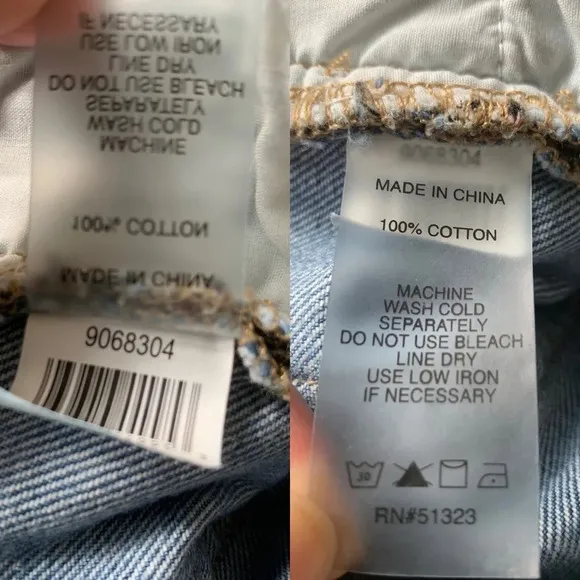 IF NECESSARY
USE LOW IRON
LINE DRY
DO NOT USE BLEACH
SEPARATELY
WASH COLD
MACHINE
100% COTTON
MADE IN CHINA
9068304
9068304
MADE IN CHINA
100% COTTON
MACHINE
WASH COLD
SEPARATELY
DO NOT USE BLEACH
LINE DRY
USE LOW IRON
IF NECESSARY
30
RN#51323